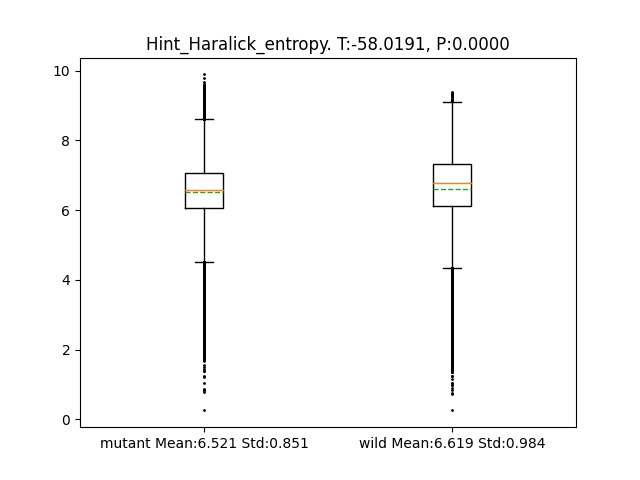 Hint_Haralick_entropy. T:-58.0191, P:0.0000
10
8
6
4
2
0
mutant Mean:6.521 Std:0.851
wild Mean:6.619 Std:0.984